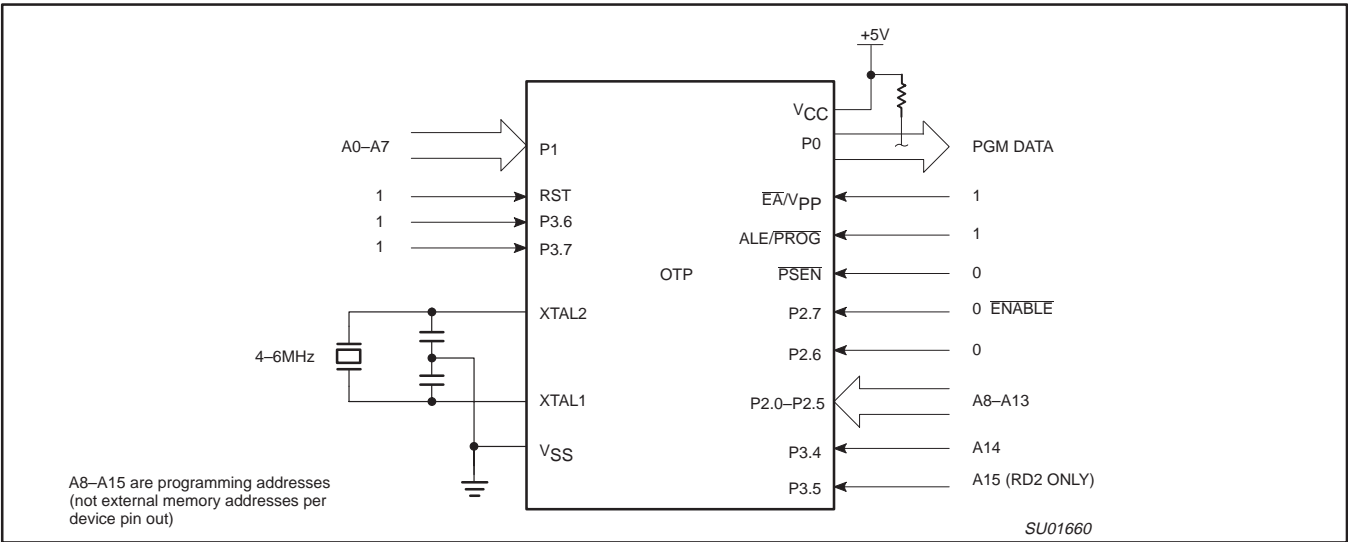 +5V
VCC
A0–A7
P1
P0
PGM DATA
1
RST
EA/VPP
1
1
P3.6
ALE/PROG
1
1
P3.7
OTP
PSEN
0
XTAL2
P2.7
0 ENABLE
4–6MHz
P2.6
0
XTAL1
P2.0–P2.5
A8–A13
VSS
P3.4
A14
A8–A15 are programming addresses
(not external memory addresses per
device pin out)
P3.5
A15 (RD2 ONLY)
SU01660